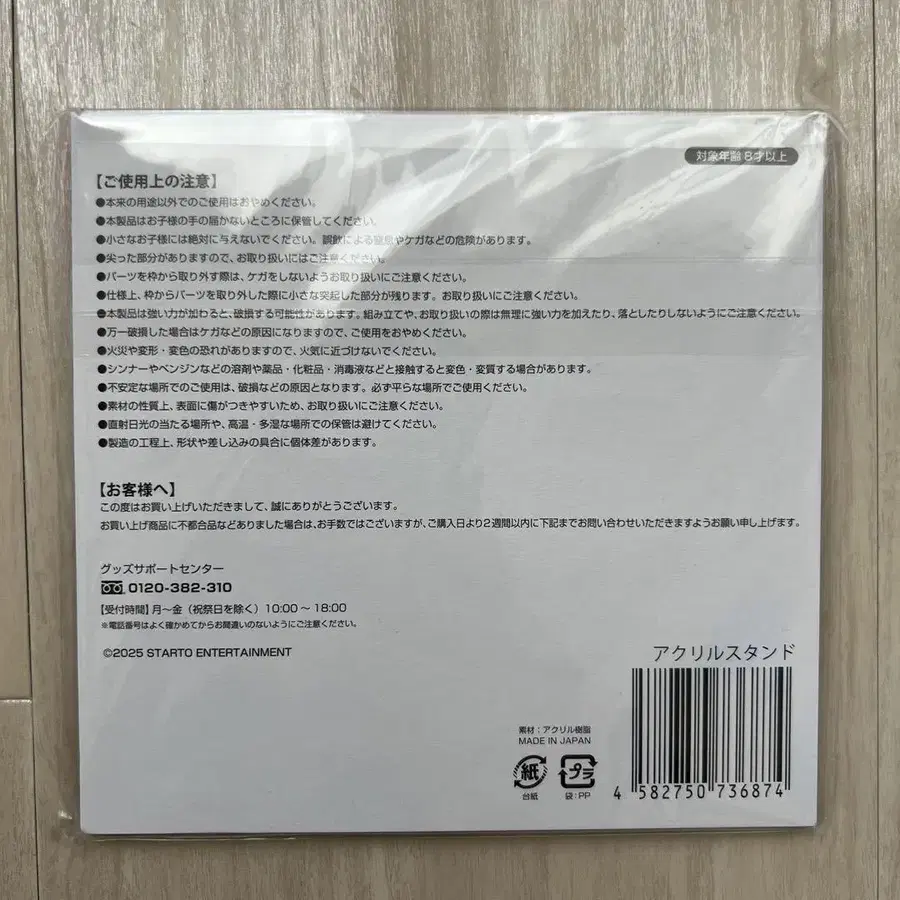 対象年齢 8才以上
【ご使用上の注意】
●本来の用途以外でのご使用はおやめください。
●本製品はお子様の手の届かないところに保管してください。
●小さなお子様には絶対に与えないでください。誤飲による窒息やケガなどの危険があります。
●尖った部分がありますので、お取り扱いにはご注意ください。
●パーツを枠から取り外す際は、ケガをしないようお取り扱いにご注意ください。
●仕様上、枠からパーツを取り外した際に小さな突起した部分が残ります。お取り扱いにご注意ください。
●本製品は強い力が加わると、破損する可能性があります。組み立てや、お取り扱いの際は無理に強い力を加えたり、落としたりしないようにご注意ください。
●万一破損した場合はケガなどの原因になりますので、ご使用をおやめください。
●火災や変形・変色の恐れがありますので、火気に近づけないでください。
●シンナーやベンジンなどの溶剤や薬品・化粧品・消毒液などと接触すると変色・変質する場合があります。
●不安定な場所でのご使用は、破損などの原因となります。必ず平らな場所でご使用ください。
●素材の性質上、表面に傷がつきやすいため、お取り扱いにご注意ください。
●直射日光の当たる場所や、高温・多湿な場所での保管は避けてください。
●製造の工程上、形状や差し込みの具合に個体差があります。
【お客様へ】
この度はお買い上げいただきまして、誠にありがとうございます。
お買い上げ商品に不都合品などありました場合は、お手数ではございますが、ご購入日より2週間以内に下記までお問い合わせいただきますようお願い申し上げます。
グッズサポートセンター
0120-382-310
【受付時間】月～金（祝祭日を除く）10:00～18:00
※電話番号はよく確かめてからお間違いのないようにご注意ください。
©2025 STARTO ENTERTAINMENT
アクリルスタンド
素材：アクリル樹脂
MADE IN JAPAN
紙
プラ
台紙
袋：PP
4 582750 736874